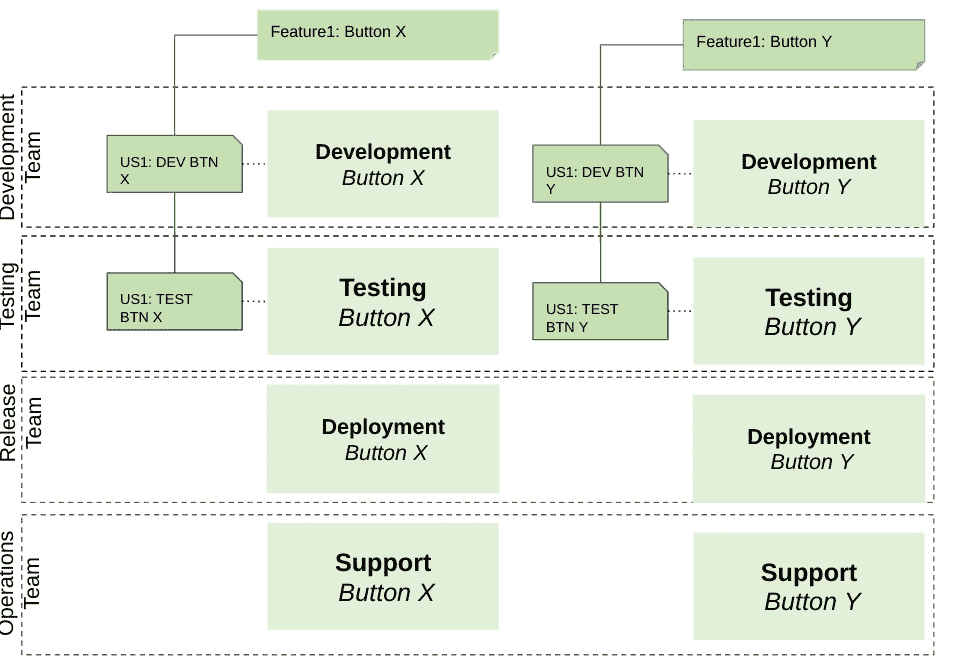 Feature1: Button X
Feature1: Button Y
Development
Team
US1: DEV BTN
X
Development
Button X
US1: DEV BTN
Y
Development
Button Y
Testing
Team
US1: TEST
BTN X
Testing
Button X
US1: TEST
BTN Y
Testing
Button Y
Release
Team
Deployment
Button X
Deployment
Button Y
Operations
Team
Support
Button X
Support
Button Y